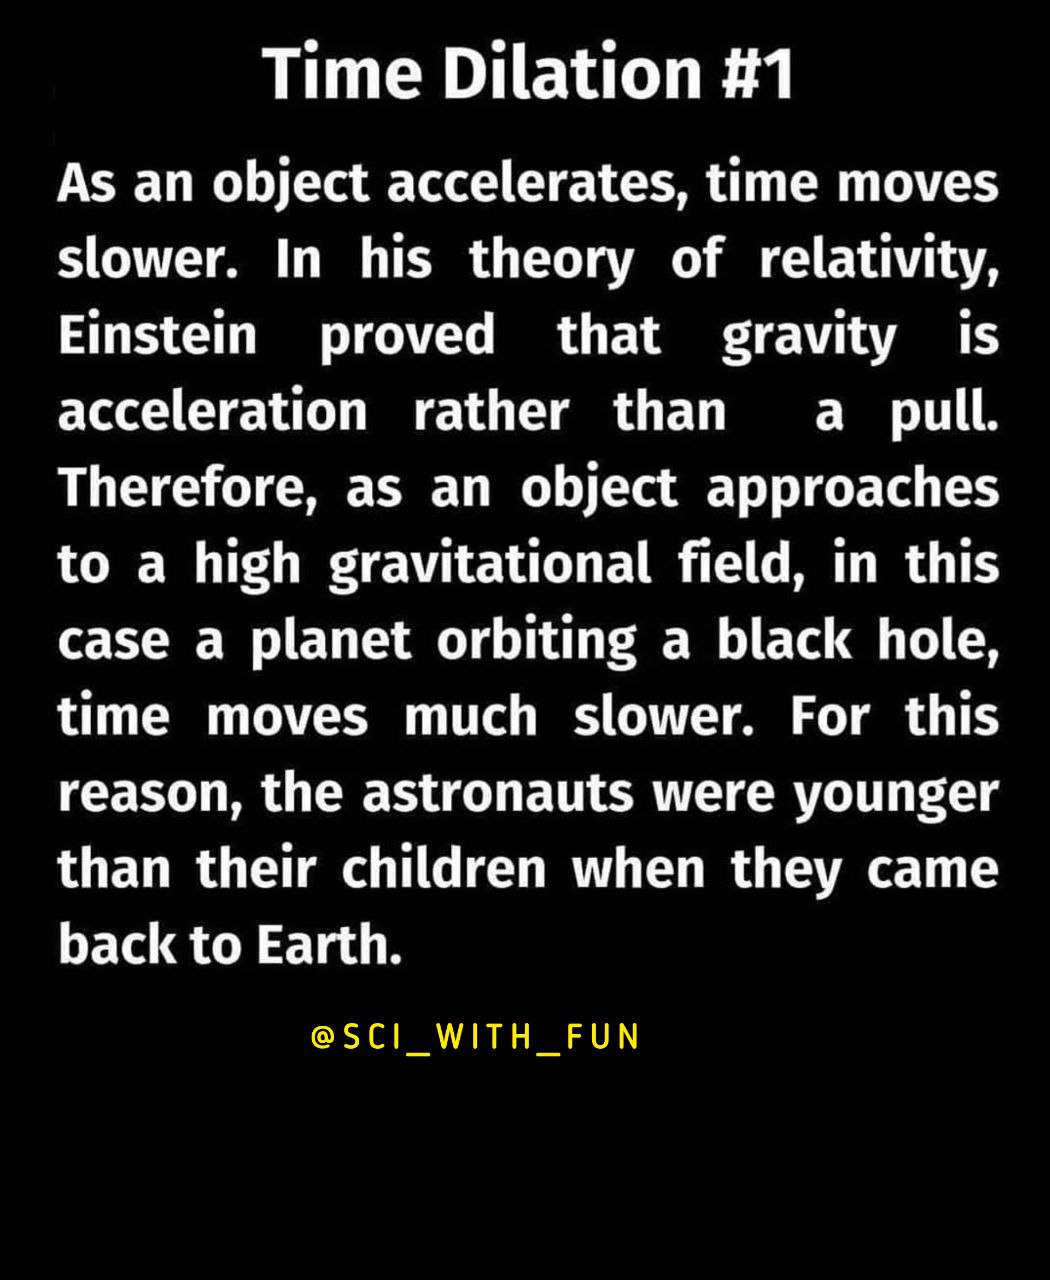 Time Dilation #1
As an object accelerates, time moves
slower. In his theory of relativity,
Einstein proved that gravity is
acceleration rather than a pull.
Therefore, as an object approaches
to a high gravitational field, in this
case a planet orbiting a black hole,
time moves much slower. For this
reason, the astronauts were younger
than their children when they came
back to Earth.
@SCI_WITH_FUN